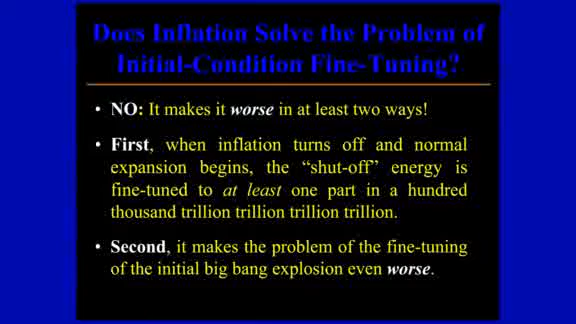 Does Inflation Solve the Problem of
Initial-Condition Fine-Tuning?
• NO: It makes it worse in at least two ways!
• First, when inflation turns off and normal
expansion begins, the “shut-off” energy is
fine-tuned to at least one part in a hundred
thousand trillion trillion trillion trillion.
• Second, it makes the problem of the fine-tuning
of the initial big bang explosion even worse.